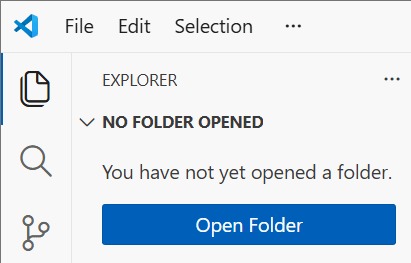 File Edit Selection ···
EXPLORER ···
NO FOLDER OPENED
You have not yet opened a folder.
Open Folder